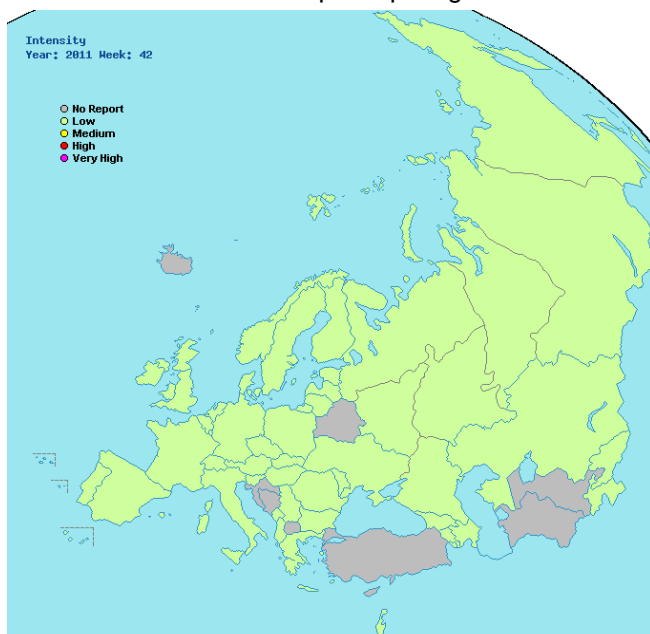 Intensity
Year: 2011 Week: 42
No Report
Low
Medium
High
Very High